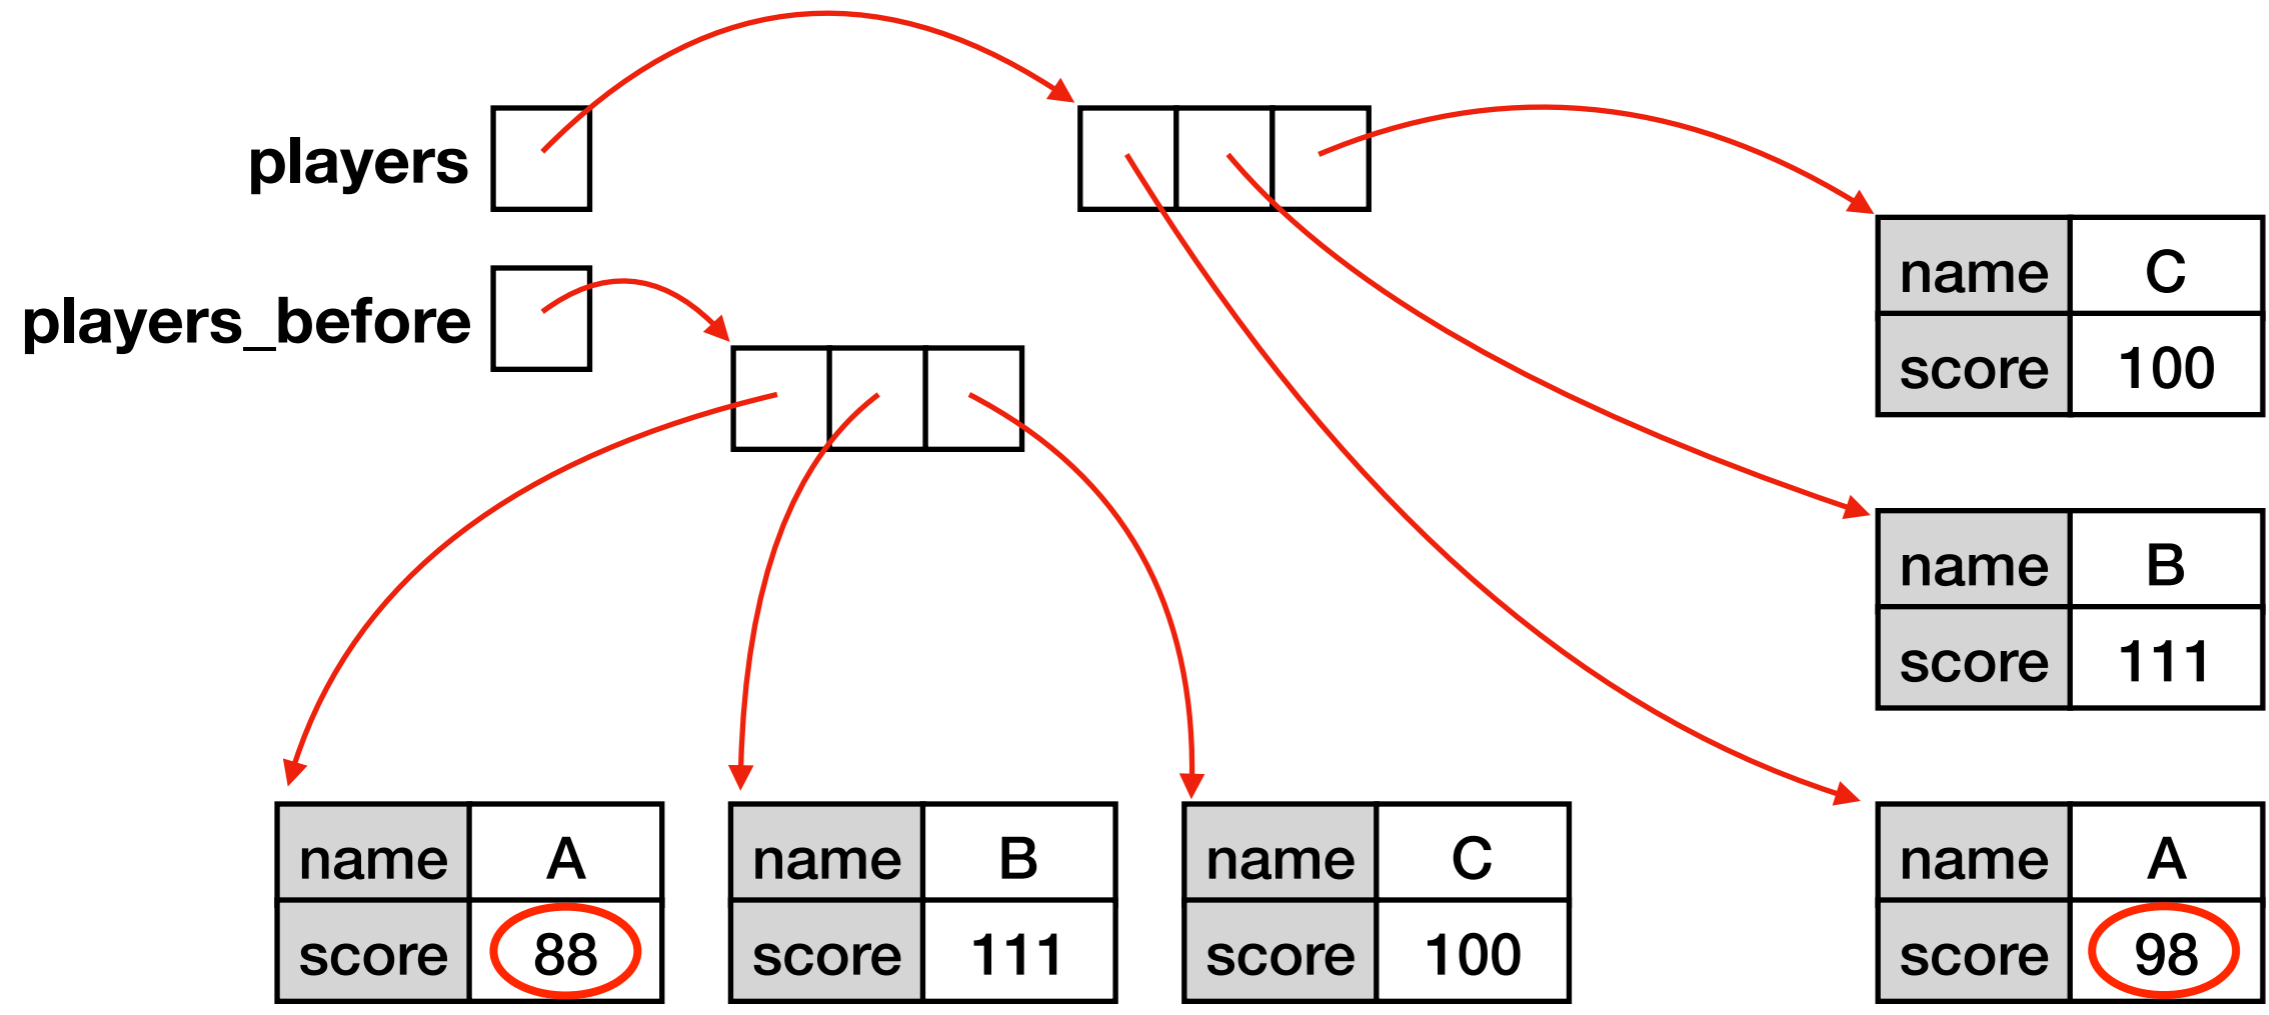 players
players_before
name C
score 100
name B
score 111
name A
score 88
name B
score 111
name C
score 100
name A
score 98